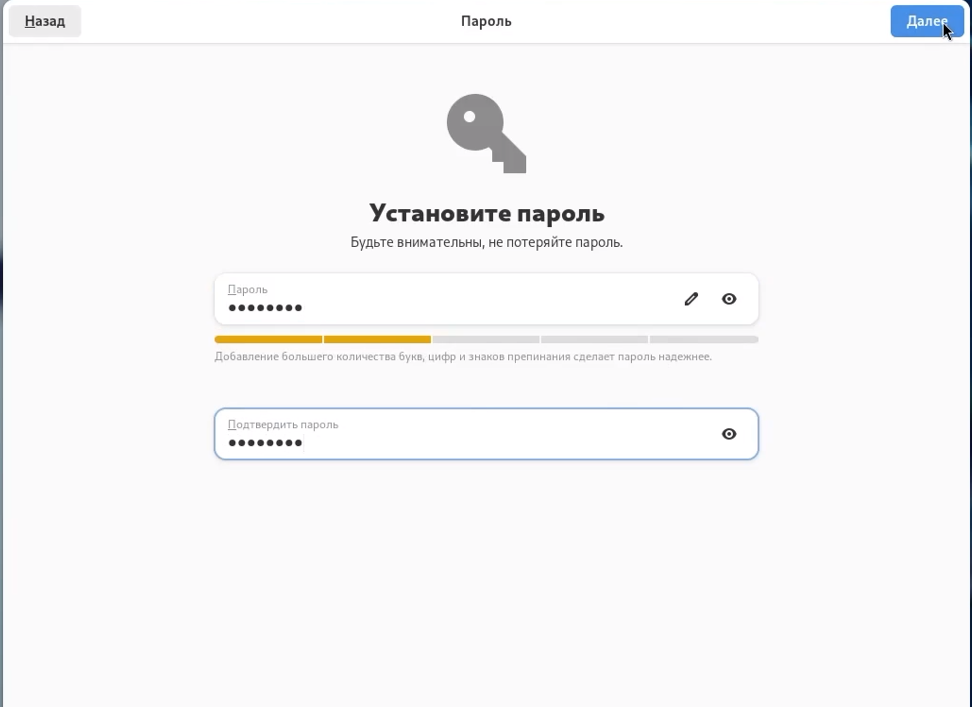 Назад
Пароль
Далее
Установите пароль
Будьте внимательны, не потеряйте пароль.
Пароль
••••••••
Добавление большего количества букв, цифр и знаков препинания сделает пароль надежнее.
Подтвердить пароль
••••••••